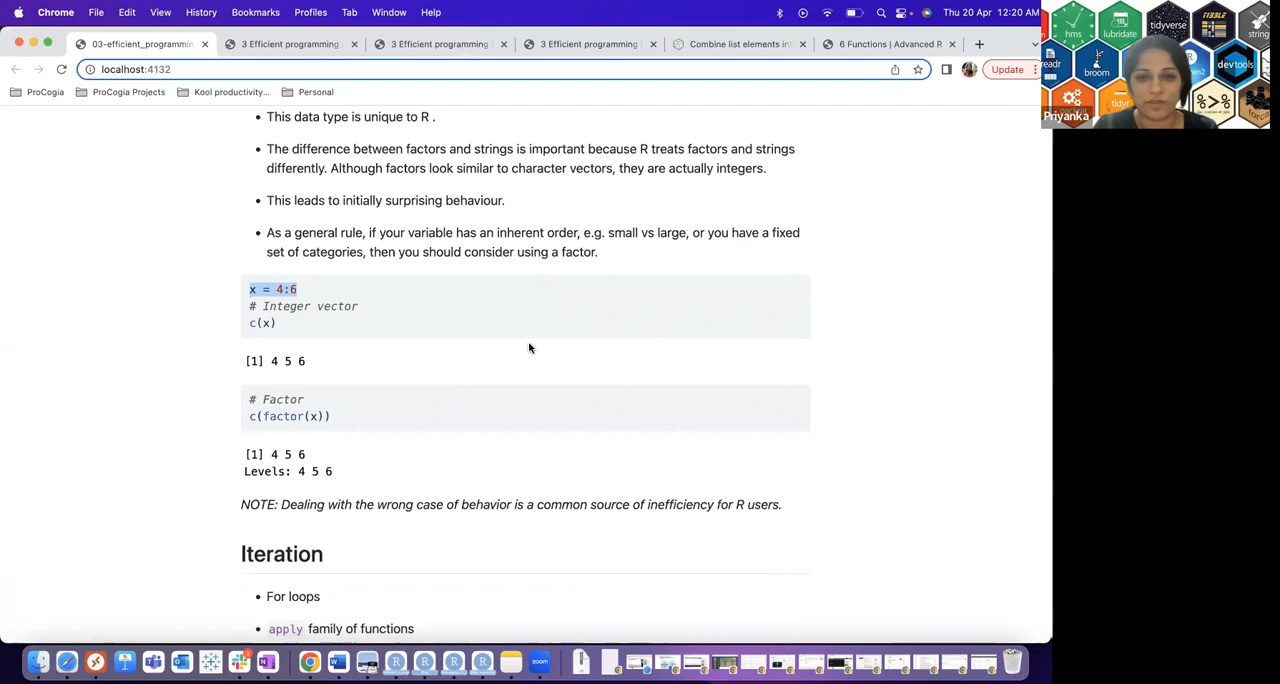 Chrome File Edit View History Bookmarks Profiles Tab Window Help Thu 20 Apr 12:20 AM
03-efficient_programmin 3 Efficient programming 3 Efficient programming 3 Efficient programming Combine list elements in 6 Functions | Advanced R
localhost:4132 Update
ProCogia ProCogia Projects Kool productivity... Personal
hms lubridate tidyverse string
readr broom devtools
tidyr %>%
Priyanka
• This data type is unique to R .
• The difference between factors and strings is important because R treats factors and strings
differently. Although factors look similar to character vectors, they are actually integers.
• This leads to initially surprising behaviour.
• As a general rule, if your variable has an inherent order, e.g. small vs large, or you have a fixed
set of categories, then you should consider using a factor.
x = 4:6
# Integer vector
c(x)
[1] 4 5 6
# Factor
c(factor(x))
[1] 4 5 6
Levels: 4 5 6
NOTE: Dealing with the wrong case of behavior is a common source of inefficiency for R users.
Iteration
• For loops
• apply family of functions
zoom